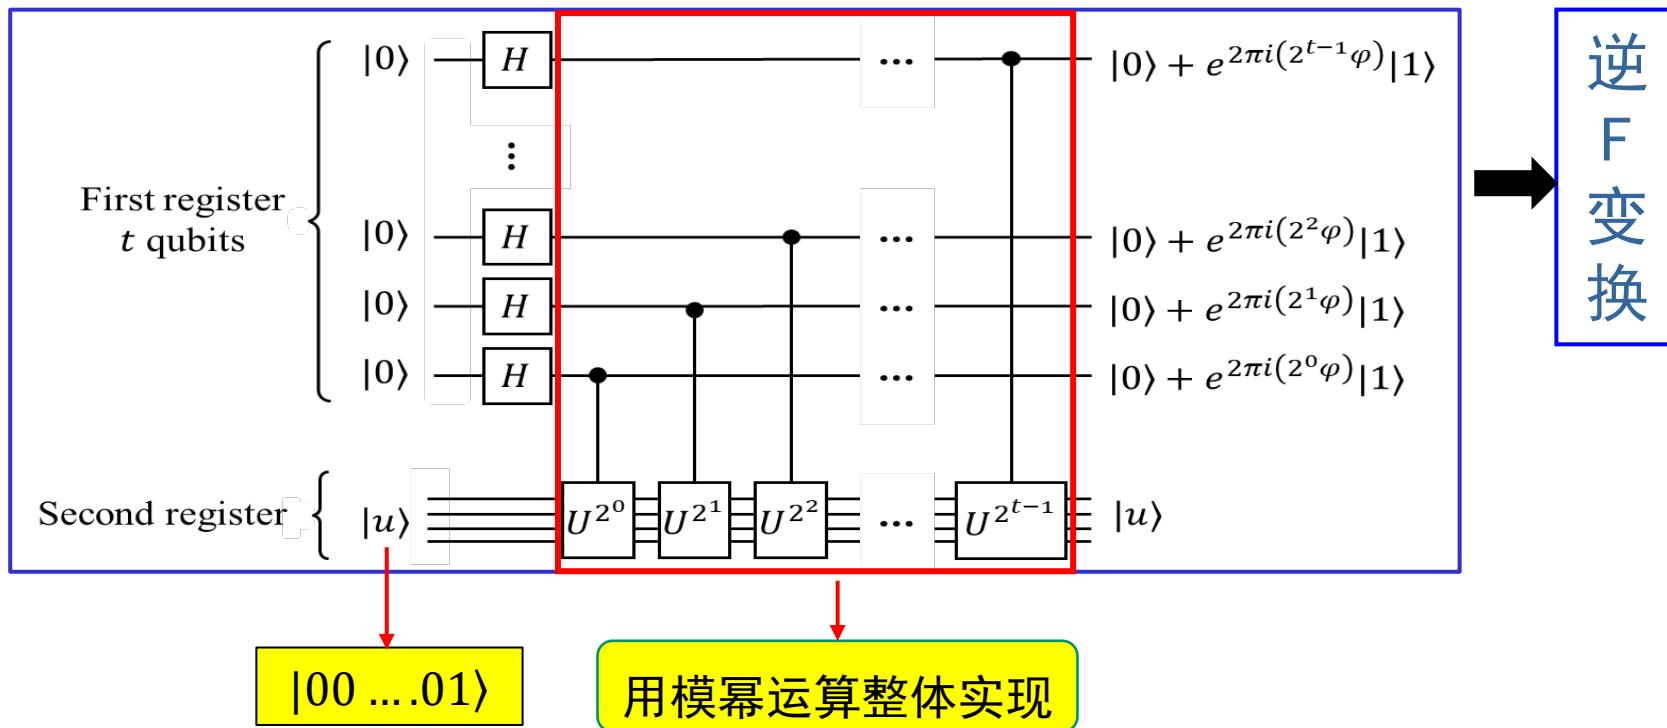 |0⟩ H ... |0⟩ + e^{2πi(2^{t−1}φ)}|1⟩
⋮
First register
t qubits
|0⟩ H ... |0⟩ + e^{2πi(2^2φ)}|1⟩
|0⟩ H ... |0⟩ + e^{2πi(2^1φ)}|1⟩
|0⟩ H ... |0⟩ + e^{2πi(2^0φ)}|1⟩
Second register |u⟩ U^{2^0} U^{2^1} U^{2^2} ... U^{2^{t−1}} |u⟩
逆
F
变
换
|00 ... .01⟩
用模幂运算整体实现